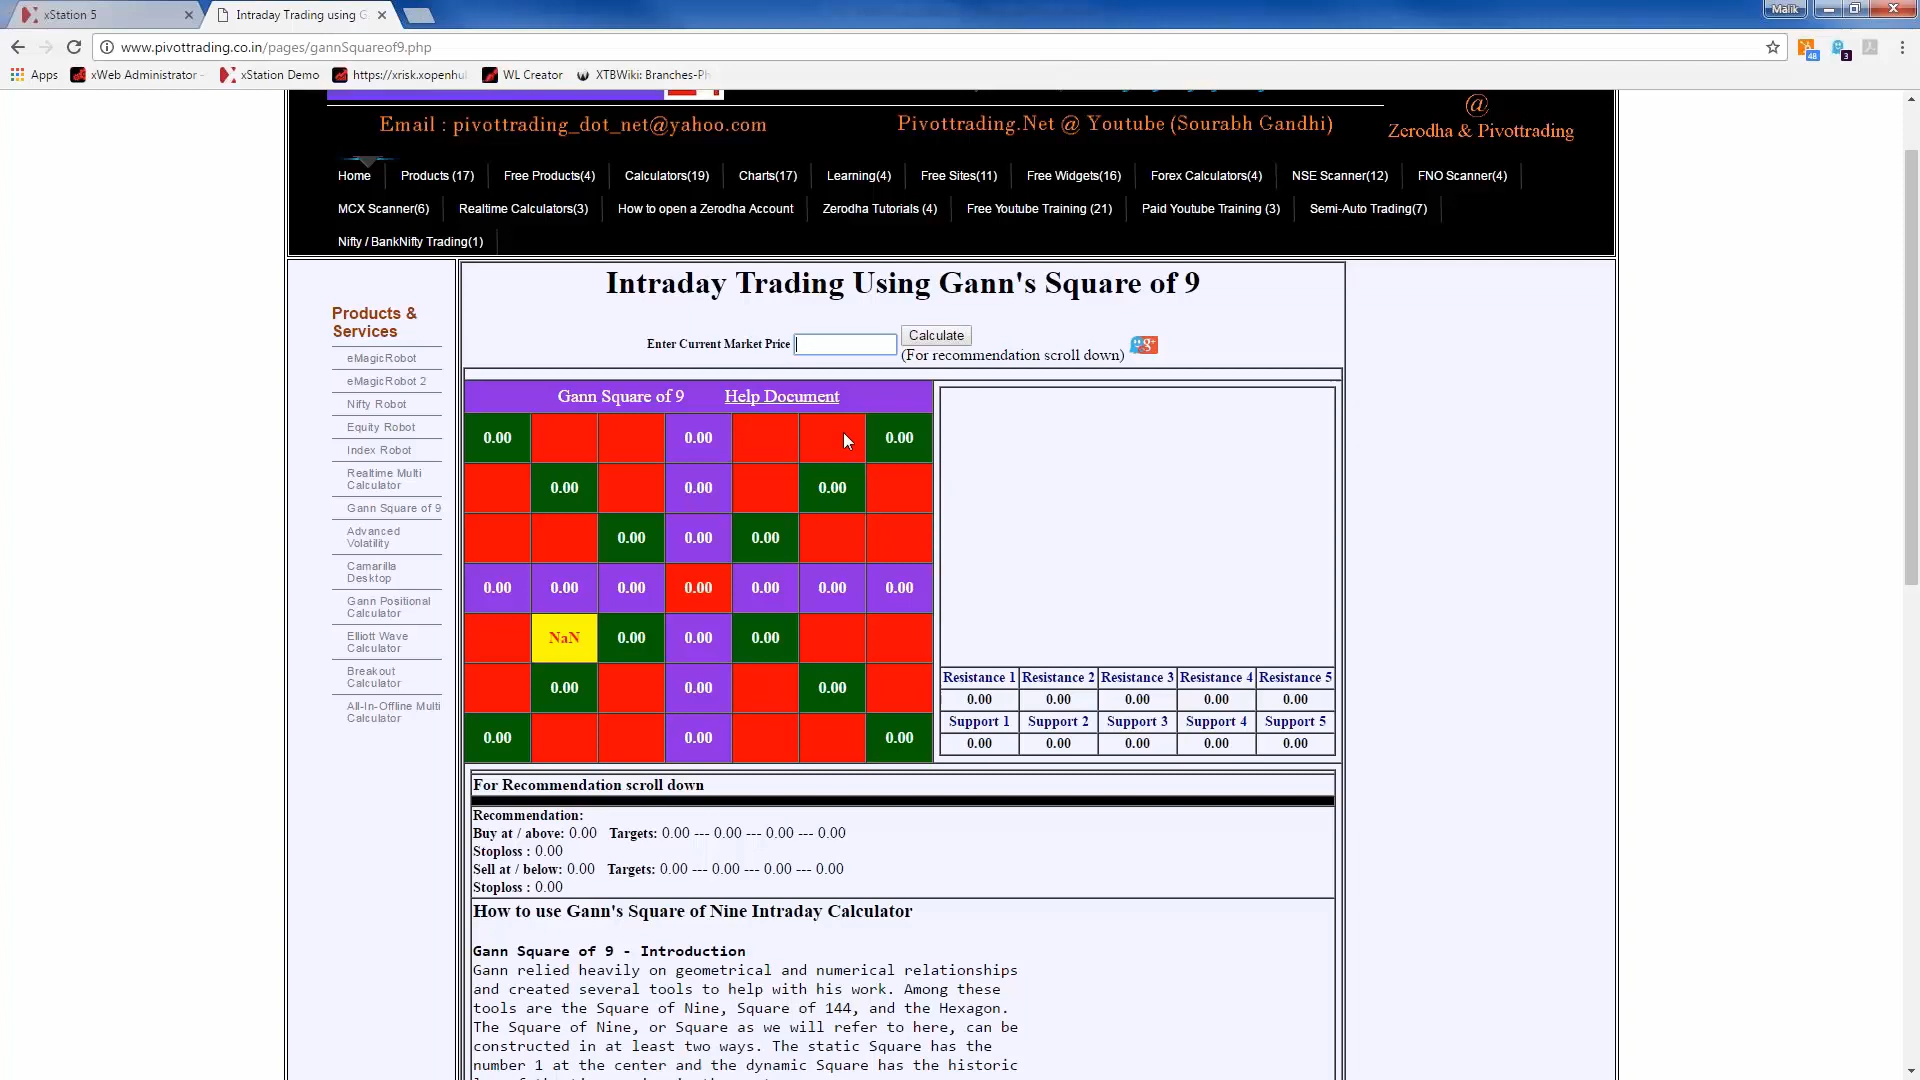 xStation 5
Intraday Trading using G
Malik
www.pivottrading.co.in/pages/gannSquareof9.php
Apps
xWeb Administrator -
xStation Demo
https://xrisk.xopenhul
WL Creator
XTBWiki: Branches-Ph
48
3
Email : pivottrading_dot_net@yahoo.com
Pivottrading.Net @ Youtube (Sourabh Gandhi)
@
Zerodha & Pivottrading
Home
Products (17)
Free Products(4)
Calculators(19)
Charts(17)
Learning(4)
Free Sites(11)
Free Widgets(16)
Forex Calculators(4)
NSE Scanner(12)
FNO Scanner(4)
MCX Scanner(6)
Realtime Calculators(3)
How to open a Zerodha Account
Zerodha Tutorials (4)
Free Youtube Training (21)
Paid Youtube Training (3)
Semi-Auto Trading(7)
Nifty / BankNifty Trading(1)
Products &
Services
eMagicRobot
eMagicRobot 2
Nifty Robot
Equity Robot
Index Robot
Realtime Multi
Calculator
Gann Square of 9
Advanced
Volatility
Camarilla
Desktop
Gann Positional
Calculator
Elliott Wave
Calculator
Breakout
Calculator
All-In-Offline Multi
Calculator
Intraday Trading Using Gann's Square of 9
Enter Current Market Price
Calculate
(For recommendation scroll down)
g+
Gann Square of 9 Help Document
0.00 0.00 0.00
0.00 0.00 0.00
0.00 0.00 0.00
0.00 0.00 0.00 0.00 0.00 0.00 0.00
NaN 0.00 0.00 0.00
0.00 0.00 0.00
0.00 0.00 0.00
Resistance 1 Resistance 2 Resistance 3 Resistance 4 Resistance 5
0.00 0.00 0.00 0.00 0.00
Support 1 Support 2 Support 3 Support 4 Support 5
0.00 0.00 0.00 0.00 0.00
For Recommendation scroll down
Recommendation:
Buy at / above: 0.00 Targets: 0.00 --- 0.00 --- 0.00 --- 0.00
Stoploss : 0.00
Sell at / below: 0.00 Targets: 0.00 --- 0.00 --- 0.00 --- 0.00
Stoploss : 0.00
How to use Gann's Square of Nine Intraday Calculator
Gann Square of 9 - Introduction
Gann relied heavily on geometrical and numerical relationships
and created several tools to help with his work. Among these
tools are the Square of Nine, Square of 144, and the Hexagon.
The Square of Nine, or Square as we will refer to here, can be
constructed in at least two ways. The static Square has the
number 1 at the center and the dynamic Square has the historic